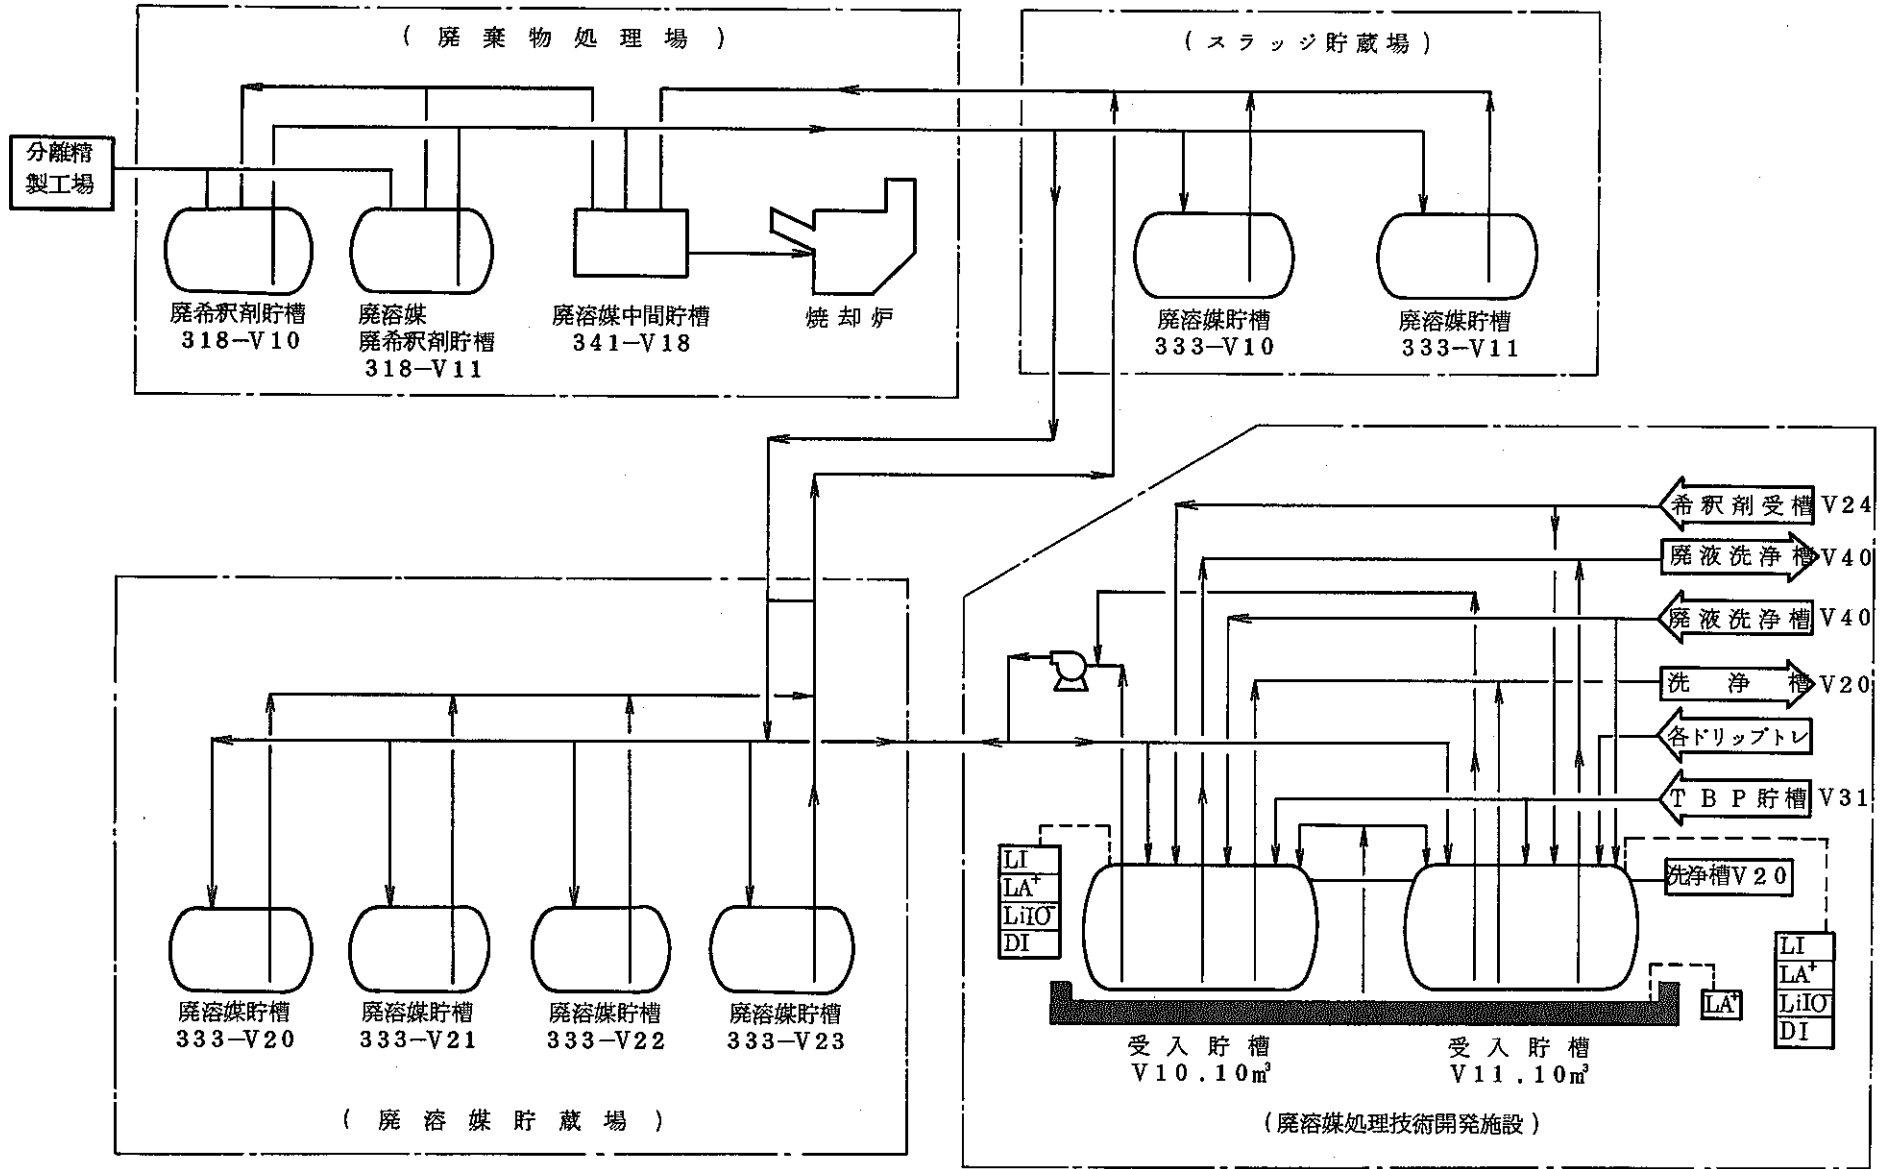 (廃棄物処理場)
(スラッジ貯蔵場)
分離精
製工場
廃希釈剤貯槽
318-V10
廃溶媒
廃希釈剤貯槽
318-V11
廃溶媒中間貯槽
341-V18
焼却炉
廃溶媒貯槽
333-V10
廃溶媒貯槽
333-V11
希釈剤受槽 V24
廃液洗浄槽 V40
廃液洗浄槽 V40
洗浄槽 V20
各ドリップトレ
TBP貯槽 V31
洗浄槽V20
LI
LA⁺
LiIO⁻
DI
LI
LA⁺
LiIO⁻
DI
LA⁺
廃溶媒貯槽
333-V20
廃溶媒貯槽
333-V21
廃溶媒貯槽
333-V22
廃溶媒貯槽
333-V23
受入貯槽
V10.10m³
受入貯槽
V11.10m³
(廃溶媒貯蔵場)
(廃溶媒処理技術開発施設)